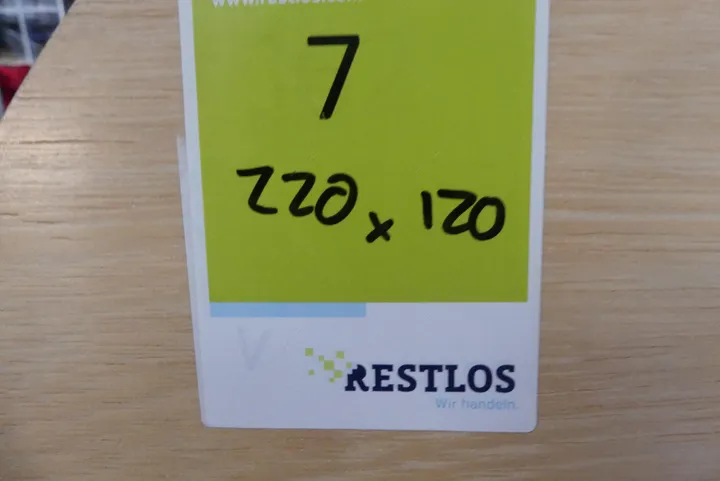 7
220 x 120
RESTLOS
Wir handeln.